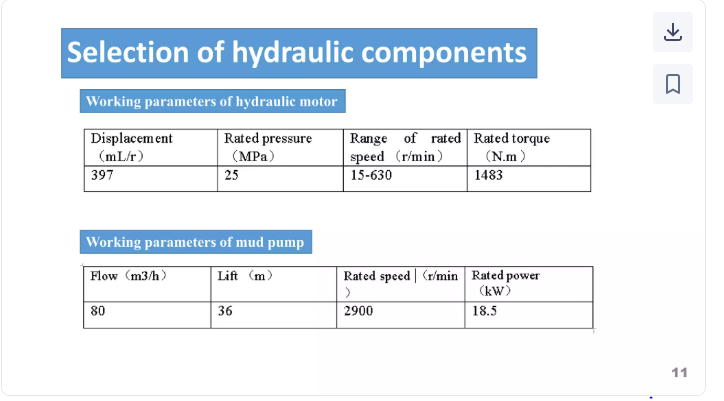 Selection of hydraulic components
Working parameters of hydraulic motor
Displacement （mL/r） Rated pressure （MPa） Range of rated speed （r/min） Rated torque （N.m）
397 25 15-630 1483
Working parameters of mud pump
Flow（m3/h） Lift （m） Rated speed （r/min） Rated power （kW）
80 36 2900 18.5
11